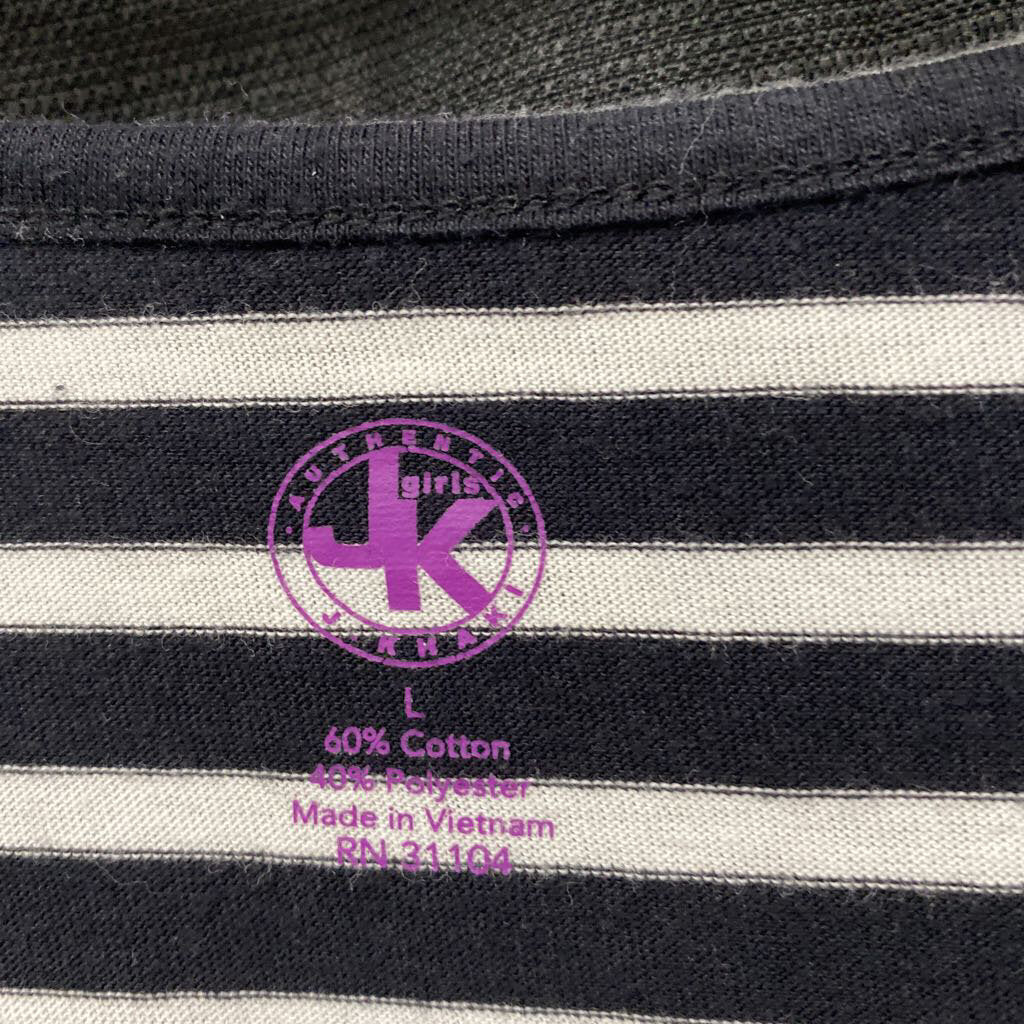 AUTHENTIC
girls
JK
J·KHAKI
L
60% Cotton
40% Polyester
Made in Vietnam
RN 31104